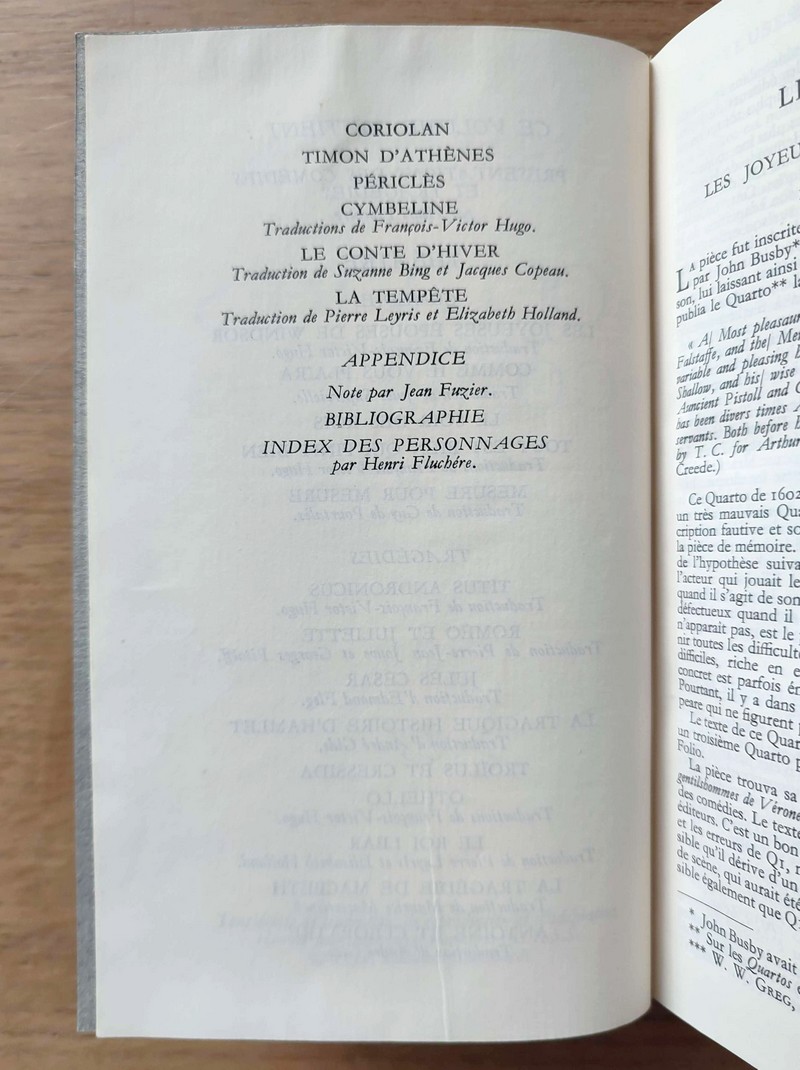 CORIOLAN
TIMON D'ATHÈNES
PÉRICLÈS
CYMBELINE
Traductions de François-Victor Hugo.
LE CONTE D'HIVER
Traduction de Suzanne Bing et Jacques Copeau.
LA TEMPÊTE
Traduction de Pierre Leyris et Elizabeth Holland.
APPENDICE
Note par Jean Fuzier.
BIBLIOGRAPHIE
INDEX DES PERSONNAGES
par Henri Fluchére.
LES
La pièce fut inscrite
par John Busby*
son, lui laissant ainsi
publia le Quarto** la
« A| Most pleasaun
Falstaffe, and the| Mer
variable and pleasing
Shallow, and his| wise
Auncient Pistoll and
has been divers times
servants. Both before
by T. C. for Arthur
Creede.)
Ce Quarto de 1602
un très mauvais Qua
cription fautive et so
la pièce de mémoire.
de l'hypothèse suiva
l'acteur qui jouait le
quand il s'agit de son
défectueux quand il
n'apparait pas, est le
nir toutes les difficult
difficiles, riche en e
concret est parfois én
Pourtant, il y a dans
peare qui ne figurent
Le texte de ce Quar
un troisième Quarto p
Folio.
La pièce trouva sa
gentilshommes de Vérone
des comédies. Le texte
éditeurs. C'est un bon
et les erreurs de Q1,
sible qu'il dérive d'un
de scène, qui aurait été
sible également que Q
* John Busby avait
** Sur les Quartos
*** W. W. GREG,